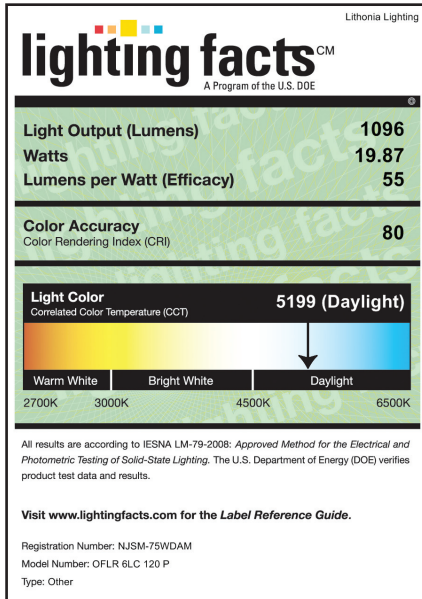 Lithonia Lighting
lighting facts CM
A Program of the U.S. DOE
Light Output (Lumens) 1096
Watts 19.87
Lumens per Watt (Efficacy) 55
Color Accuracy
Color Rendering Index (CRI) 80
Light Color
Correlated Color Temperature (CCT) 5199 (Daylight)
Warm White Bright White Daylight
2700K 3000K 4500K 6500K
All results are according to IESNA LM-79-2008: Approved Method for the Electrical and
Photometric Testing of Solid-State Lighting. The U.S. Department of Energy (DOE) verifies
product test data and results.
Visit www.lightingfacts.com for the Label Reference Guide.
Registration Number: NJSM-75WDAM
Model Number: OFLR 6LC 120 P
Type: Other